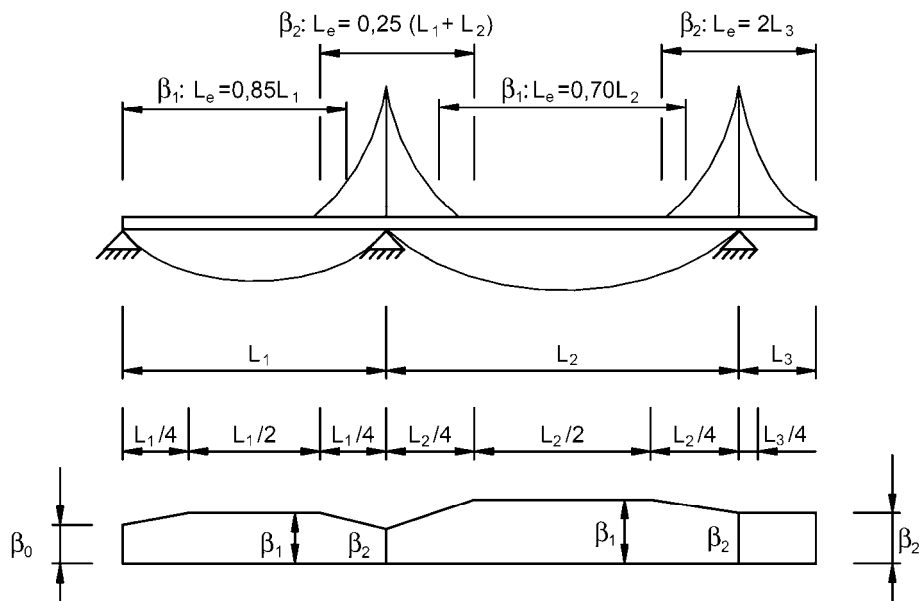 β₂: Lₑ = 0,25 (L₁ + L₂)
β₂: Lₑ = 2L₃
β₁: Lₑ =0,85L₁
β₁: Lₑ =0,70L₂
L₁
L₂
L₃
L₁/4
L₁/2
L₁/4
L₂/4
L₂/2
L₂/4
L₃/4
β₀
β₁
β₂
β₁
β₂
β₂